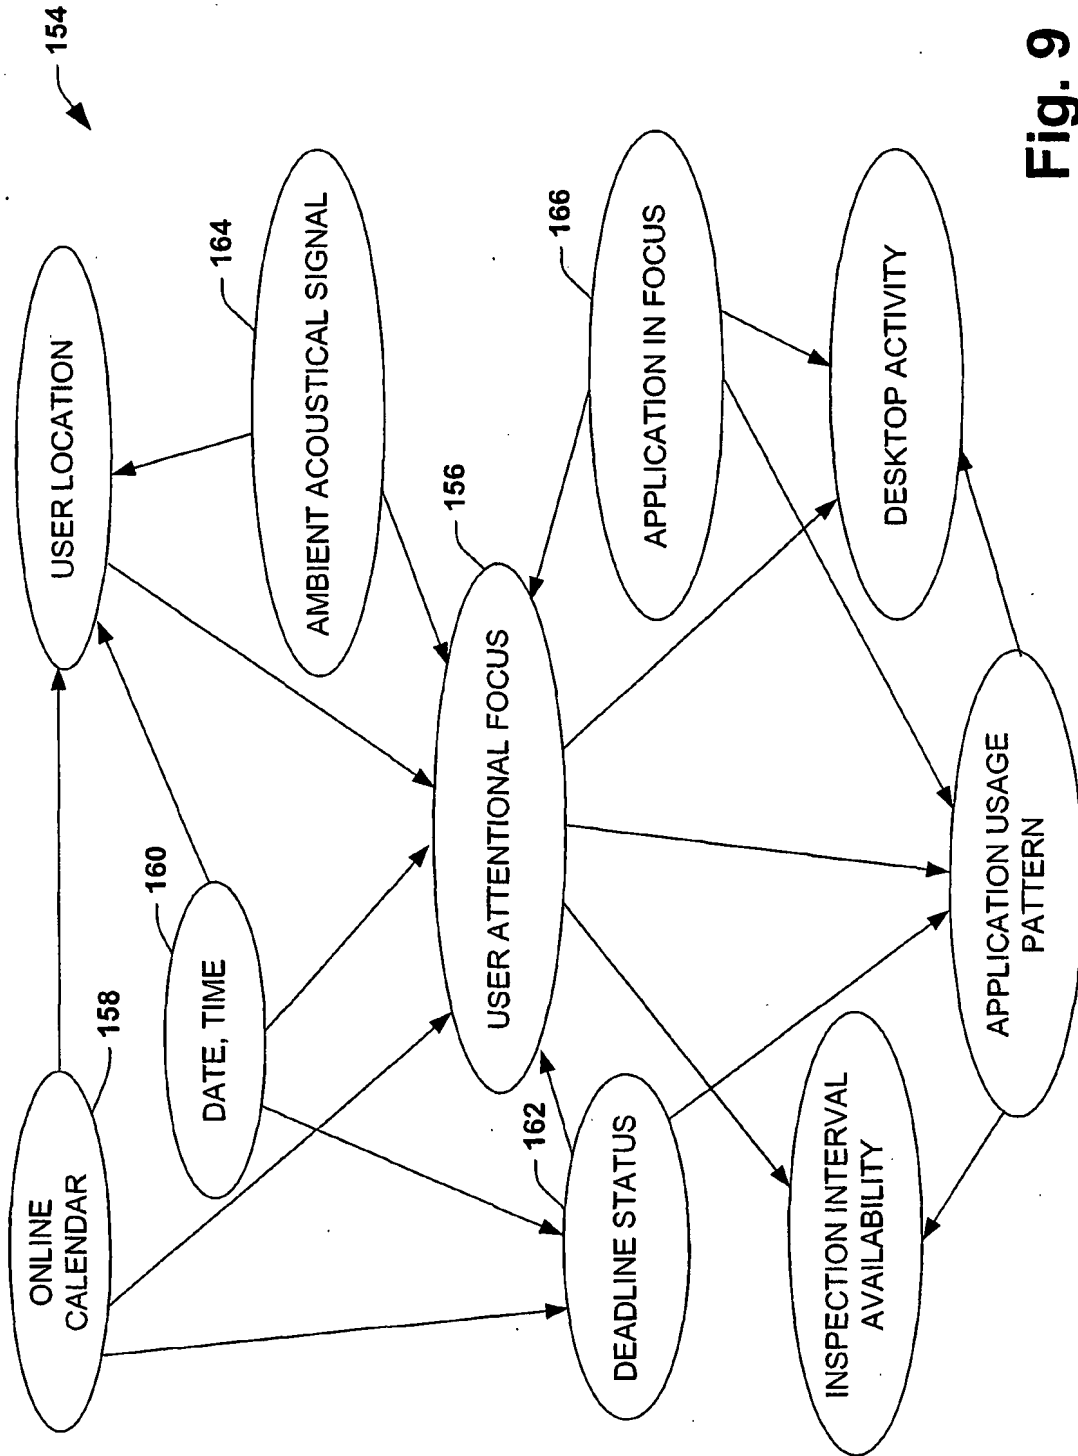 154
ONLINE
CALENDAR
158
USER LOCATION
DATE, TIME
160
AMBIENT ACOUSTICAL SIGNAL
164
USER ATTENTIONAL FOCUS
156
DEADLINE STATUS
162
APPLICATION IN FOCUS
166
INSPECTION INTERVAL
AVAILABILITY
APPLICATION USAGE
PATTERN
DESKTOP ACTIVITY
Fig. 9